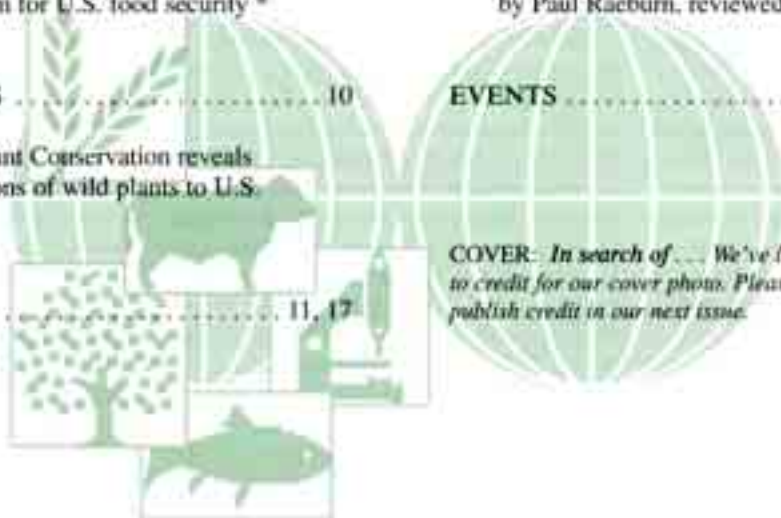 for U.S. food security
10
ant Conservation reveals
ons of wild plants to U.S.
11, 17
by Paul Raeburn, reviewed
EVENTS
COVER: In search of . . . We've
to credit for our cover photo. Pleas
publish credit in our next issue.